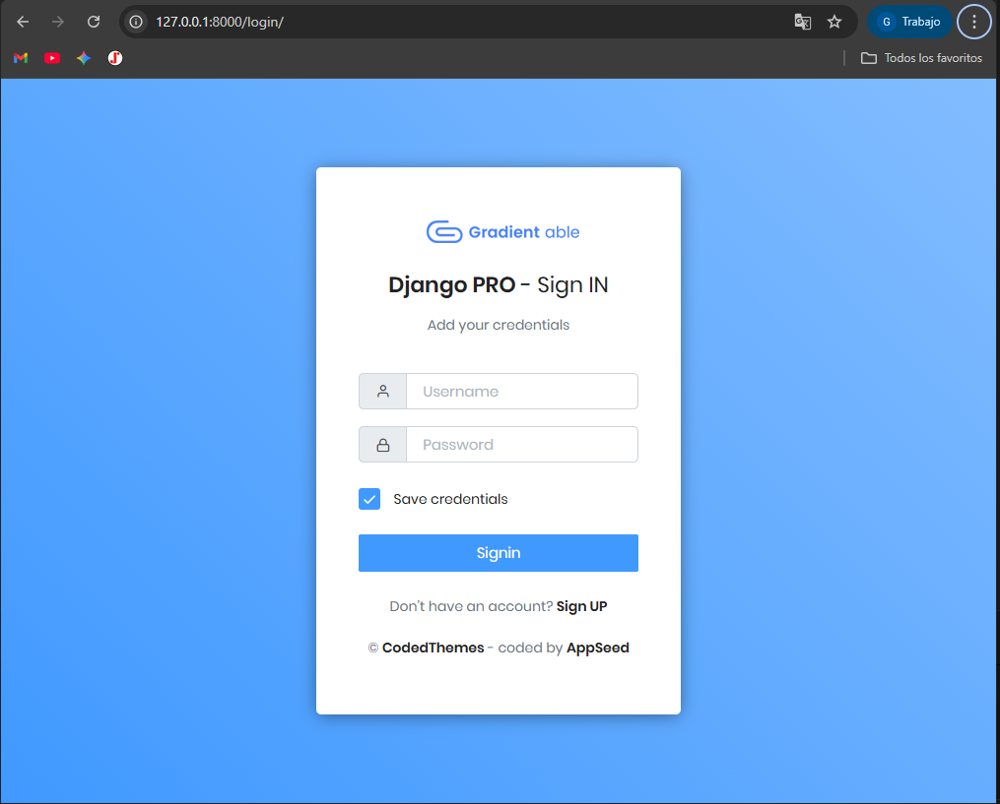 127.0.0.1:8000/login/
G Trabajo
Todos los favoritos
Gradient able
Django PRO - Sign IN
Add your credentials
Username
Password
Save credentials
Signin
Don't have an account? Sign UP
© CodedThemes - coded by AppSeed